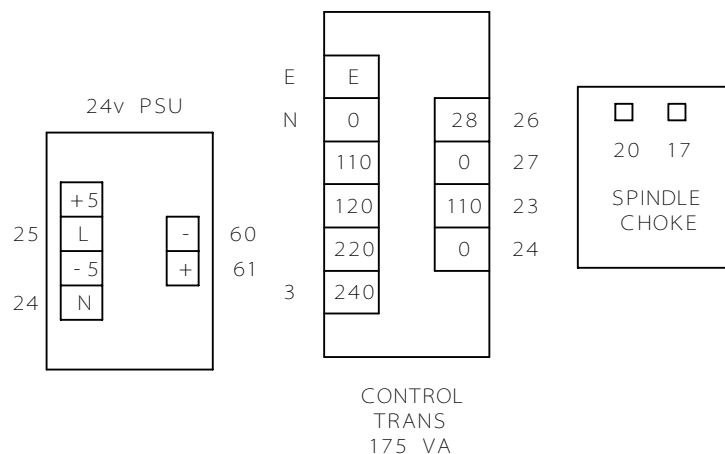 24v PSU
+5
25 L - 60
-5 + 61
24 N
E E
N 0 28 26
110 0 27
120 110 23
220 0 24
3 240
CONTROL
TRANS
175 VA
20 17
SPINDLE
CHOKE